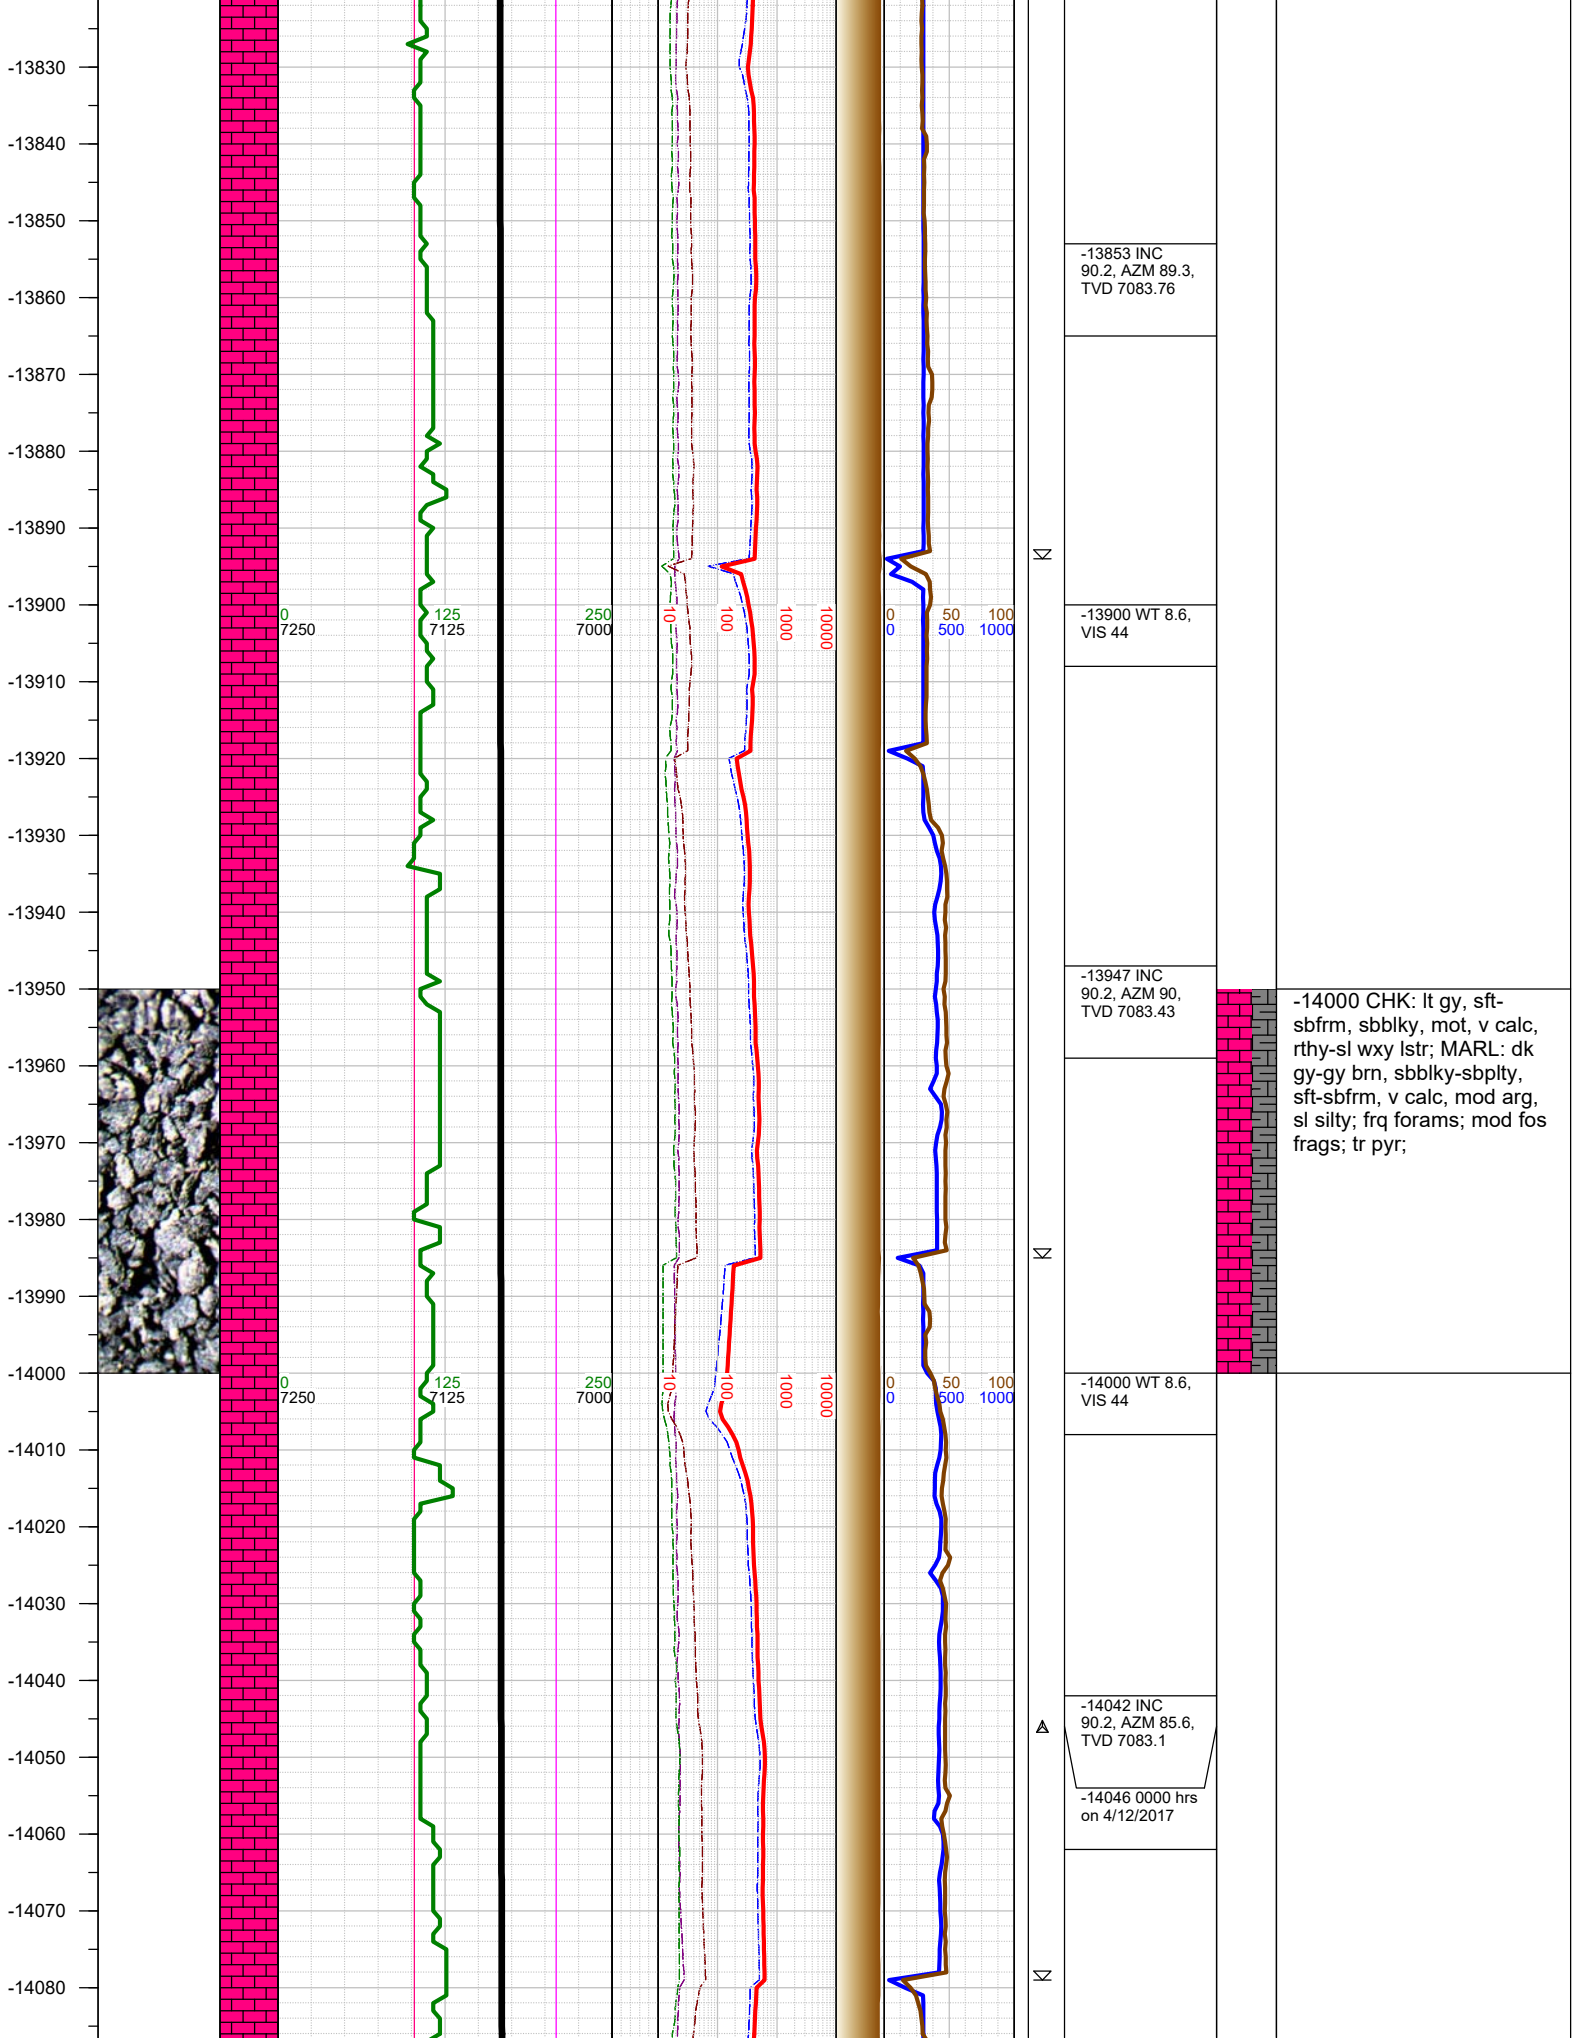 -13830
-13840
-13850
-13853 INC
90.2, AZM 89.3,
TVD 7083.76
-13860
-13870
-13880
-13890
-13900
0 125 250
7250 7125 7000
10 100 1000 10000
0 50 100
0 500 1000
-13900 WT 8.6,
VIS 44
-13910
-13920
-13930
-13940
-13947 INC
90.2, AZM 90,
TVD 7083.43
-13950
-14000 CHK: lt gy, sft-
sbfrm, sbblky, mot, v calc,
rthy-sl wxy lstr; MARL: dk
gy-gy brn, sbblky-sbplty,
sft-sbfrm, v calc, mod arg,
sl silty; frq forams; mod fos
frags; tr pyr;
-13960
-13970
-13980
-13990
-14000
0 125 250
7250 7125 7000
10 100 1000 10000
0 50 100
0 500 1000
-14000 WT 8.6,
VIS 44
-14010
-14020
-14030
-14040
-14042 INC
90.2, AZM 85.6,
TVD 7083.1
-14050
-14046 0000 hrs
on 4/12/2017
-14060
-14070
-14080